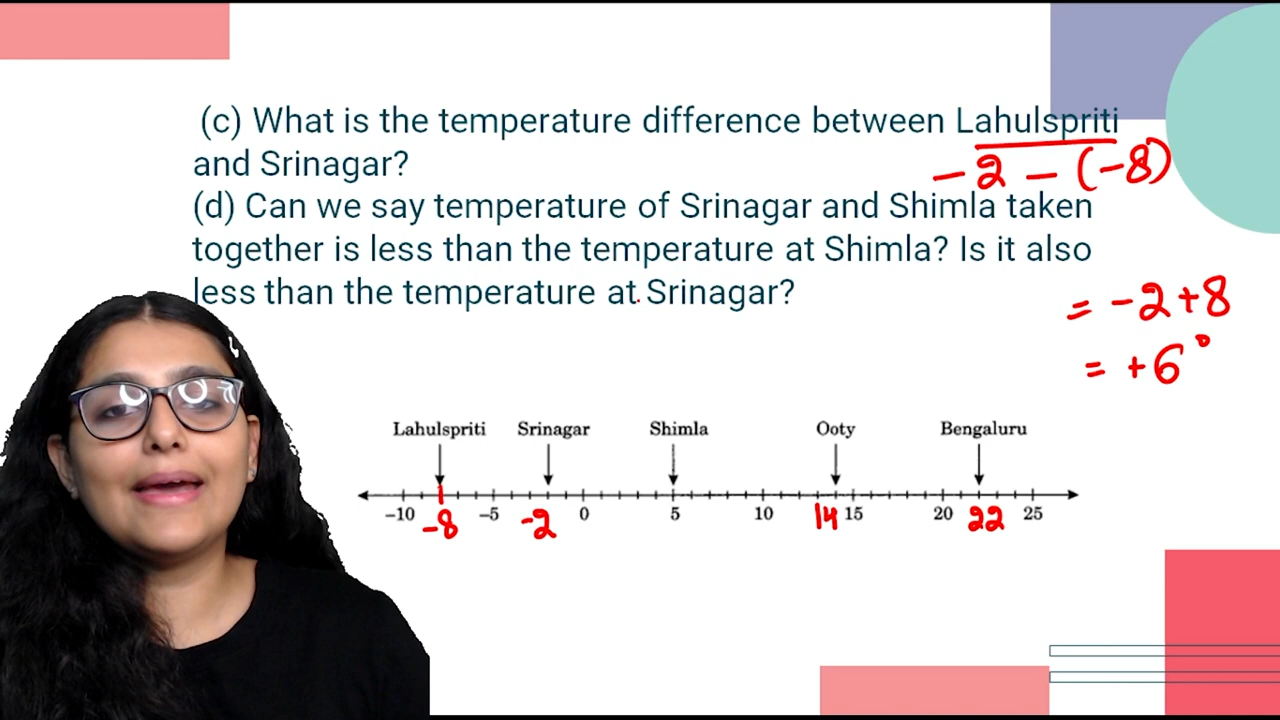 (c) What is the temperature difference between Lahulspriti
and Srinagar?
-2 - (-8)
(d) Can we say temperature of Srinagar and Shimla taken
together is less than the temperature at Shimla? Is it also
less than the temperature at Srinagar?
= -2+8
= +6°
Lahulspriti Srinagar Shimla Ooty Bengaluru
-10 -5 0 5 10 15 20 25
-8 -2 14 22